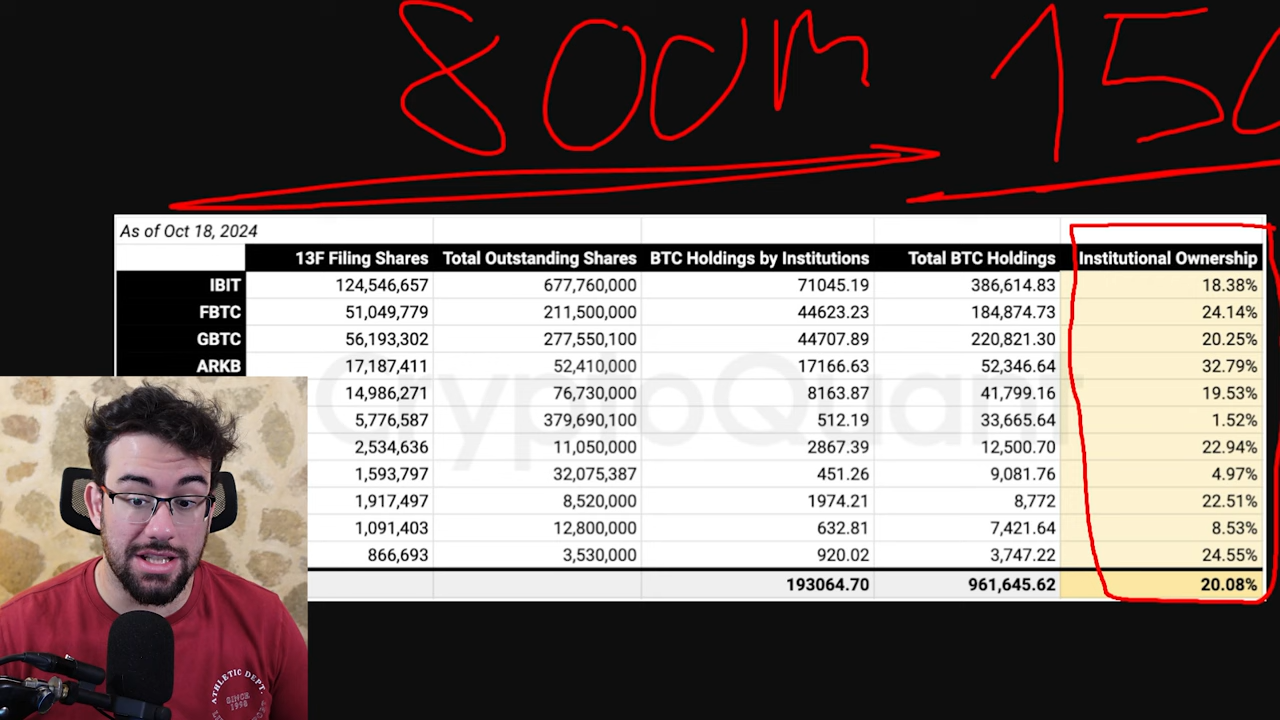 800m 150
As of Oct 18, 2024
13F Filing Shares Total Outstanding Shares BTC Holdings by Institutions Total BTC Holdings Institutional Ownership
IBIT 124,546,657 677,760,000 71045.19 386,614.83 18.38%
FBTC 51,049,779 211,500,000 44623.23 184,874.73 24.14%
GBTC 56,193,302 277,550,100 44707.89 220,821.30 20.25%
ARKB 17,187,411 52,410,000 17166.63 52,346.64 32.79%
14,986,271 76,730,000 8163.87 41,799.16 19.53%
5,776,587 379,690,100 512.19 33,665.64 1.52%
2,534,636 11,050,000 2867.39 12,500.70 22.94%
1,593,797 32,075,387 451.26 9,081.76 4.97%
1,917,497 8,520,000 1974.21 8,772 22.51%
1,091,403 12,800,000 632.81 7,421.64 8.53%
866,693 3,530,000 920.02 3,747.22 24.55%
193064.70 961,645.62 20.08%
CryptoQuant
ATHLETIC DEPT.
SINCE
1998